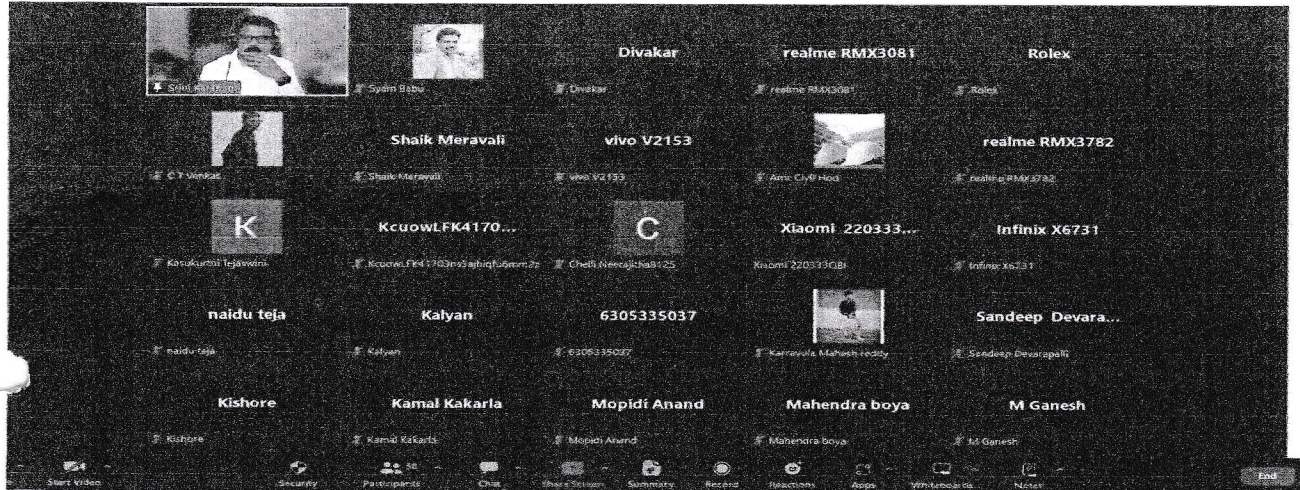 Divakar realme RMX3081 Rolex
Syam Babu Divakar realme RMX3081 Rolex
Shaik Meravali vivo V2153 realme RMX3782
C T Venkas Shaik Meravali vivo V2153 Civil Hod realme RMX3782
K KcuowLFK4170... C Xiaomi 220333... Infinix X6731
Kasukurthi Tejaswini Chelli Xiaomi 220333QBI Infinix X6731
naidu teja Kalyan 6305335037 Sandeep Devara...
naidu teja Kalyan 6305335037 Mahesh reddy Sandeep Devarapalli
Kishore Kamal Kakarla Mopidi Anand Mahendra boya M Ganesh
Kishore Kamal Kakarla Mopidi Anand Mahendra boya M Ganesh
Start Video Security Participants Chat Share Screen Summary Record Reactions Apps Whiteboards Notes End